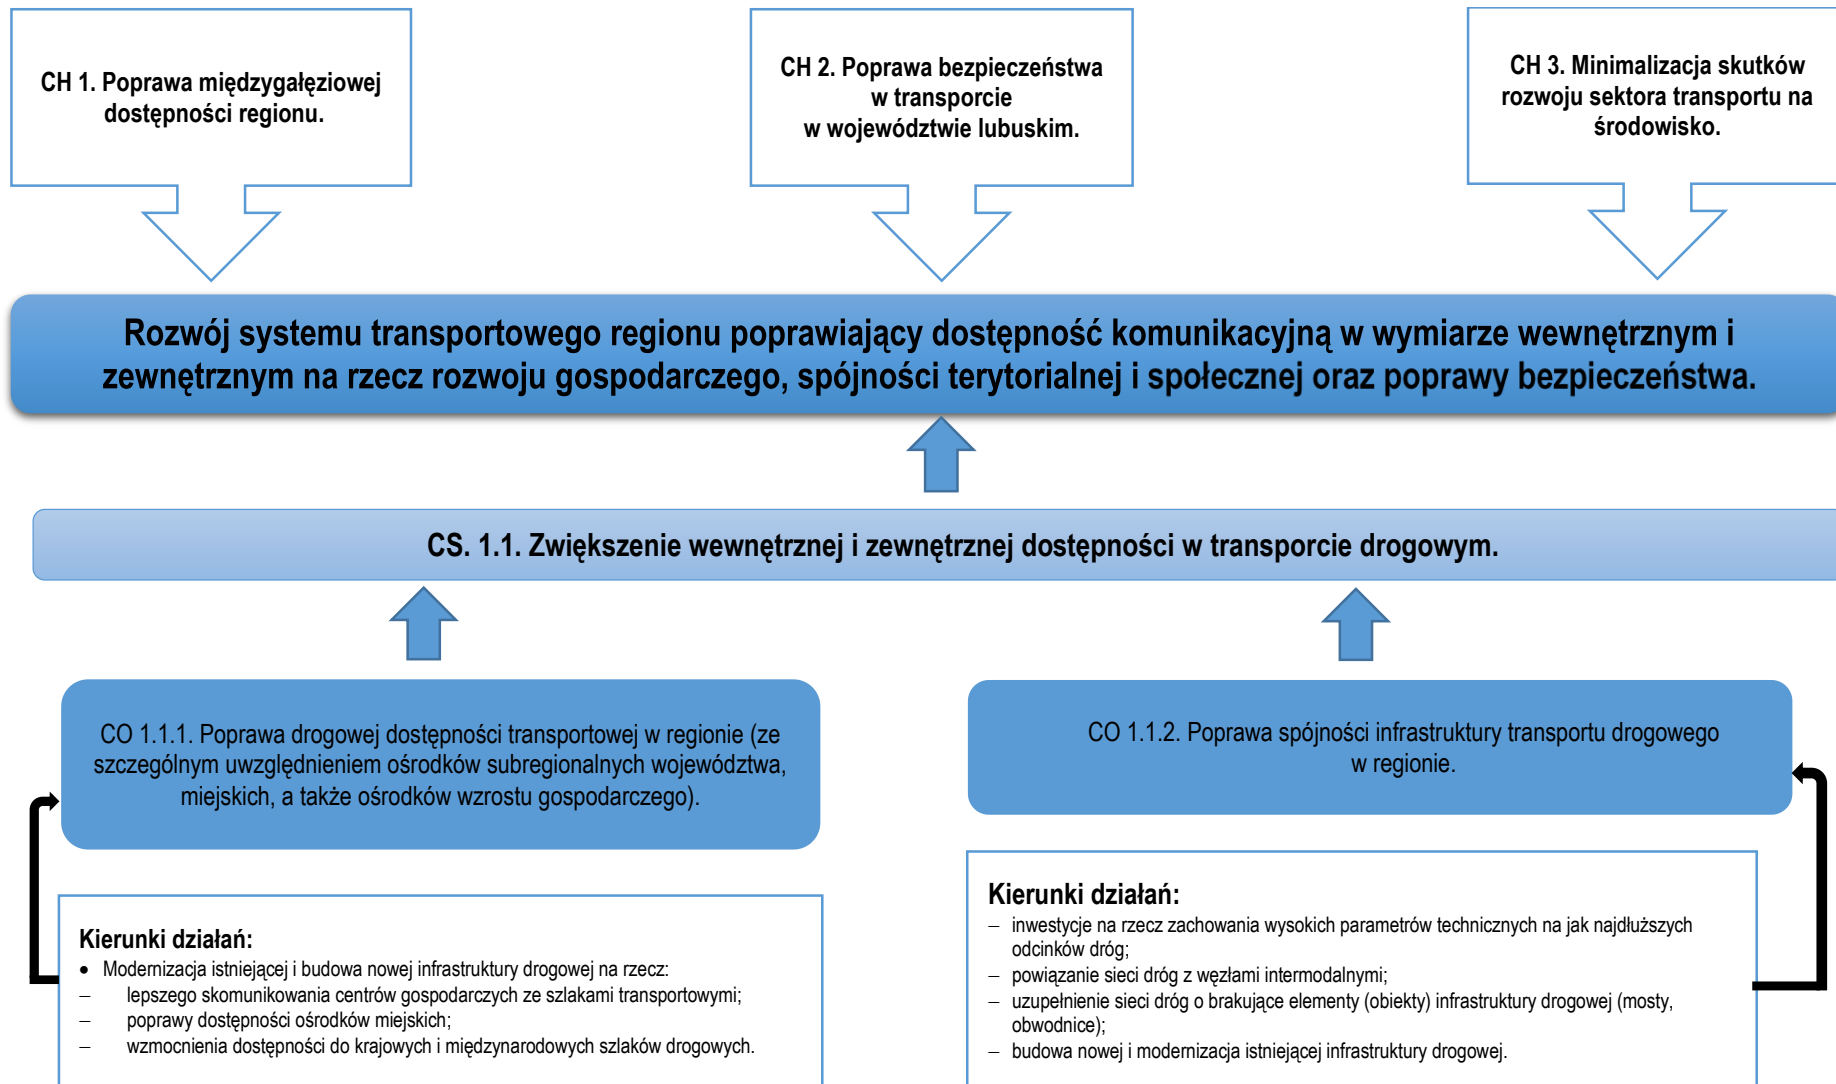 CH 1. Poprawa międzygałęziowej
dostępności regionu.
CH 2. Poprawa bezpieczeństwa
w transporcie
w województwie lubuskim.
CH 3. Minimalizacja skutków
rozwoju sektora transportu na
środowisko.
Rozwój systemu transportowego regionu poprawiający dostępność komunikacyjną w wymiarze wewnętrznym i
zewnętrznym na rzecz rozwoju gospodarczego, spójności terytorialnej i społecznej oraz poprawy bezpieczeństwa.
CS. 1.1. Zwiększenie wewnętrznej i zewnętrznej dostępności w transporcie drogowym.
CO 1.1.1. Poprawa drogowej dostępności transportowej w regionie (ze
szczególnym uwzględnieniem ośrodków subregionalnych województwa,
miejskich, a także ośrodków wzrostu gospodarczego).
Kierunki działań:
• Modernizacja istniejącej i budowa nowej infrastruktury drogowej na rzecz:
– lepszego skomunikowania centrów gospodarczych ze szlakami transportowymi;
– poprawy dostępności ośrodków miejskich;
– wzmocnienia dostępności do krajowych i międzynarodowych szlaków drogowych.
CO 1.1.2. Poprawa spójności infrastruktury transportu drogowego
w regionie.
Kierunki działań:
– inwestycje na rzecz zachowania wysokich parametrów technicznych na jak najdłuższych
odcinków dróg;
– powiązanie sieci dróg z węzłami intermodalnymi;
– uzupełnienie sieci dróg o brakujące elementy (obiekty) infrastruktury drogowej (mosty,
obwodnice);
– budowa nowej i modernizacja istniejącej infrastruktury drogowej.